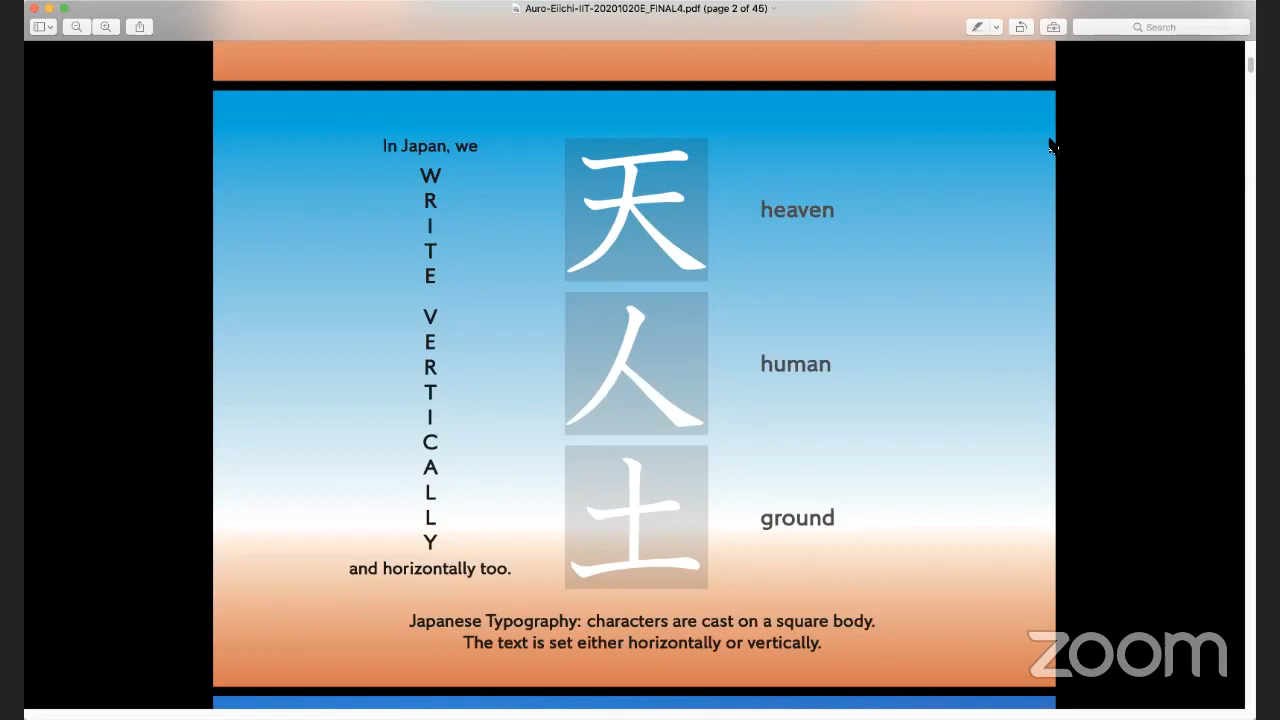 Auro-Eiichi-IIT-20201020E_FINAL4.pdf (page 2 of 45)
Search
In Japan, we
W
R
I
T
E
V
E
R
T
I
C
A
L
L
Y
and horizontally too.
天
heaven
人
human
土
ground
Japanese Typography: characters are cast on a square body.
The text is set either horizontally or vertically.
zoom